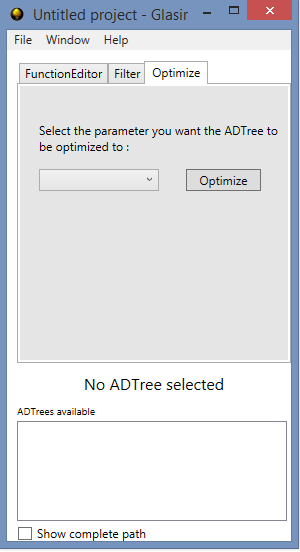 Untitled project - Glasir
File Window Help
FunctionEditor Filter Optimize
Select the parameter you want the ADTree to
be optimized to :
Optimize
No ADTree selected
ADTrees available
Show complete path